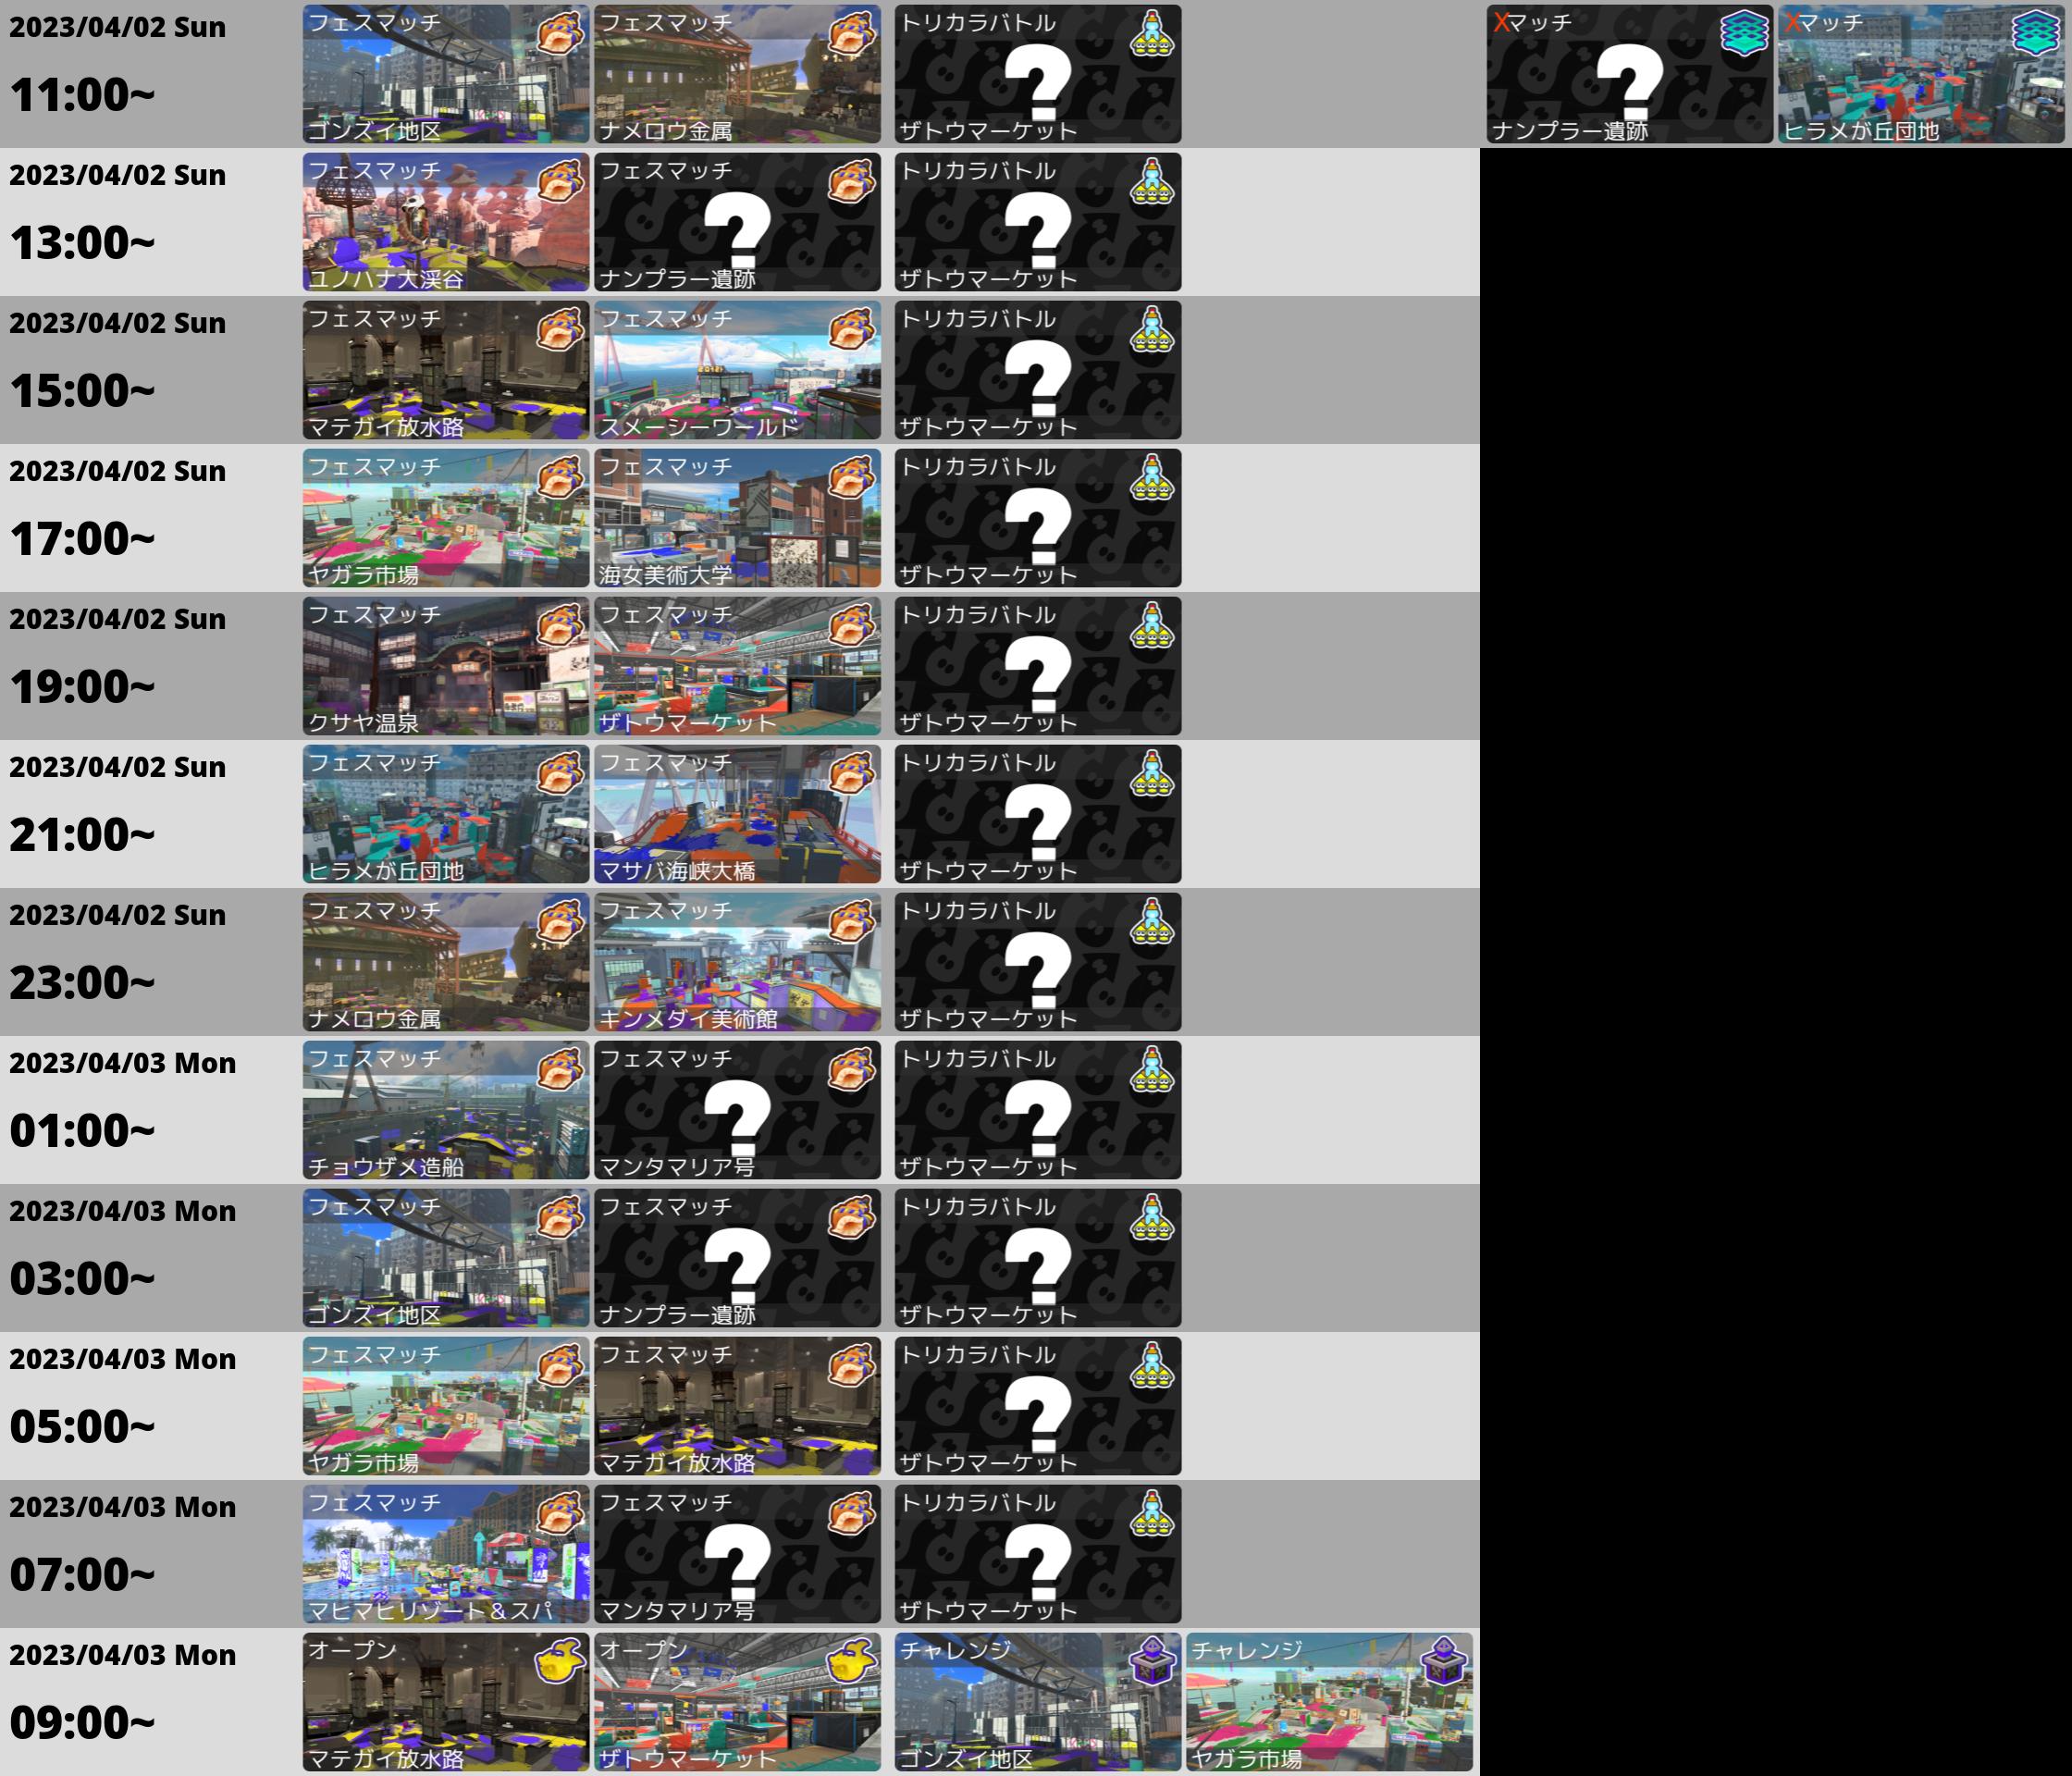 2023/04/02 Sun
11:00~
フェスマッチ
ゴンズイ地区
フェスマッチ
ナメロウ金属
トリカラバトル
ザトウマーケット
Xマッチ
ナンプラー遺跡
Xマッチ
ヒラメが丘団地
2023/04/02 Sun
13:00~
フェスマッチ
ユノハナ大渓谷
フェスマッチ
ナンプラー遺跡
トリカラバトル
ザトウマーケット
2023/04/02 Sun
15:00~
フェスマッチ
マテガイ放水路
フェスマッチ
スメーシーワールド
トリカラバトル
ザトウマーケット
2023/04/02 Sun
17:00~
フェスマッチ
ヤガラ市場
フェスマッチ
海女美術大学
トリカラバトル
ザトウマーケット
2023/04/02 Sun
19:00~
フェスマッチ
クサヤ温泉
フェスマッチ
ザトウマーケット
トリカラバトル
ザトウマーケット
2023/04/02 Sun
21:00~
フェスマッチ
ヒラメが丘団地
フェスマッチ
マサバ海峡大橋
トリカラバトル
ザトウマーケット
2023/04/02 Sun
23:00~
フェスマッチ
ナメロウ金属
フェスマッチ
キンメダイ美術館
トリカラバトル
ザトウマーケット
2023/04/03 Mon
01:00~
フェスマッチ
チョウザメ造船
フェスマッチ
マンタマリア号
トリカラバトル
ザトウマーケット
2023/04/03 Mon
03:00~
フェスマッチ
ゴンズイ地区
フェスマッチ
ナンプラー遺跡
トリカラバトル
ザトウマーケット
2023/04/03 Mon
05:00~
フェスマッチ
ヤガラ市場
フェスマッチ
マテガイ放水路
トリカラバトル
ザトウマーケット
2023/04/03 Mon
07:00~
フェスマッチ
マヒマヒリゾート＆スパ
フェスマッチ
マンタマリア号
トリカラバトル
ザトウマーケット
2023/04/03 Mon
09:00~
オープン
マテガイ放水路
オープン
ザトウマーケット
チャレンジ
ゴンズイ地区
チャレンジ
ヤガラ市場